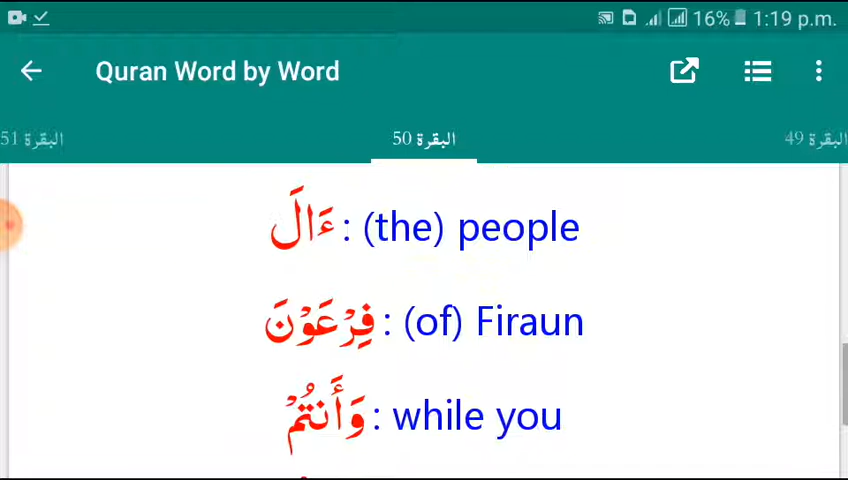 16% 1:19 p.m.
Quran Word by Word
البقرة 51 البقرة 50 البقرة 49
ءَالَ : (the) people
فِرْعَوْنَ : (of) Firaun
وَأَنتُمْ : while you